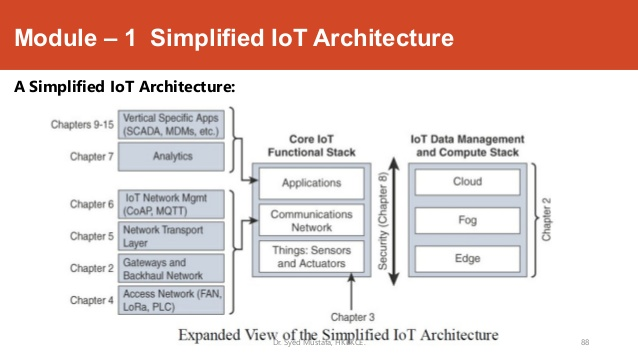 Module – 1 Simplified IoT Architecture
A Simplified IoT Architecture:
Chapters 9-15
Vertical Specific Apps
(SCADA, MDMs, etc.)
Chapter 7
Analytics
Chapter 6
IoT Network Mgmt
(CoAP, MQTT)
Chapter 5
Network Transport
Layer
Chapter 2
Gateways and
Backhaul Network
Chapter 4
Access Network (FAN,
LoRa, PLC)
Core IoT
Functional Stack
Applications
Communications
Network
Things: Sensors
and Actuators
Chapter 3
Security (Chapter 8)
IoT Data Management
and Compute Stack
Cloud
Fog
Edge
Chapter 2
Expanded View of the Simplified IoT Architecture
Dr. Syed Mustafa,
88